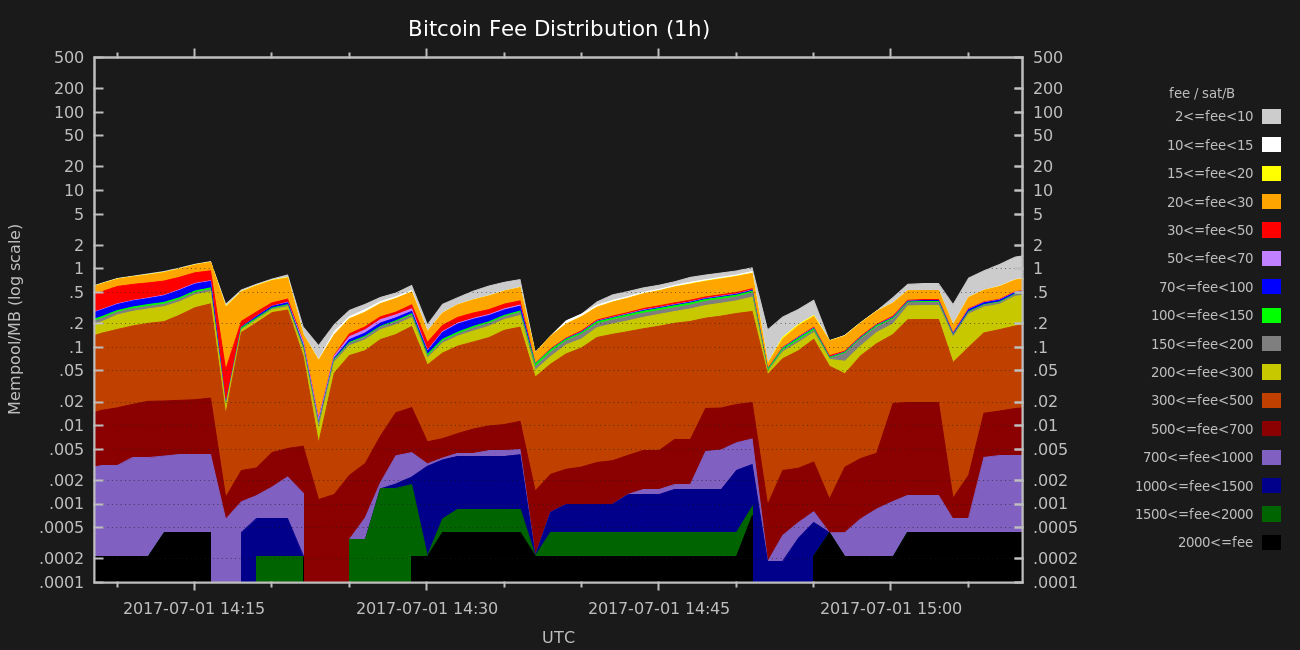 Bitcoin Fee Distribution (1h)
Mempool/MB (log scale)
500
200
100
50
20
10
5
2
1
.5
.2
.1
.05
.02
.01
.005
.002
.001
.0005
.0002
.0001
500
200
100
50
20
10
5
2
1
.5
.2
.1
.05
.02
.01
.005
.002
.001
.0005
.0002
.0001
2017-07-01 14:15
2017-07-01 14:30
2017-07-01 14:45
2017-07-01 15:00
UTC
fee / sat/B
2<=fee<10
10<=fee<15
15<=fee<20
20<=fee<30
30<=fee<50
50<=fee<70
70<=fee<100
100<=fee<150
150<=fee<200
200<=fee<300
300<=fee<500
500<=fee<700
700<=fee<1000
1000<=fee<1500
1500<=fee<2000
2000<=fee